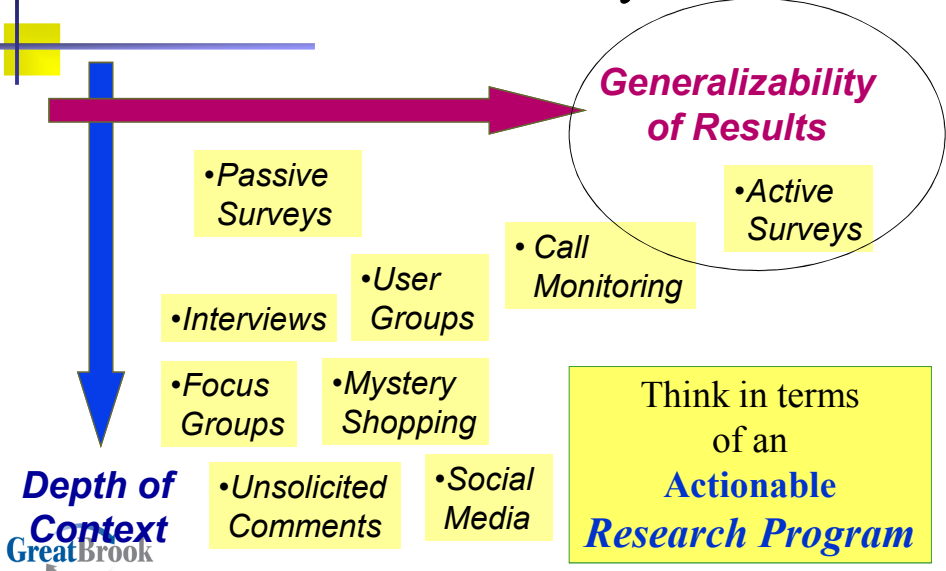 Generalizability
of Results
•Passive
Surveys
•Active
Surveys
• Call
Monitoring
•User
Groups
•Interviews
•Focus
Groups
•Mystery
Shopping
Think in terms
of an
Actionable
Research Program
Depth of
Context
•Unsolicited
Comments
•Social
Media
GreatBrook